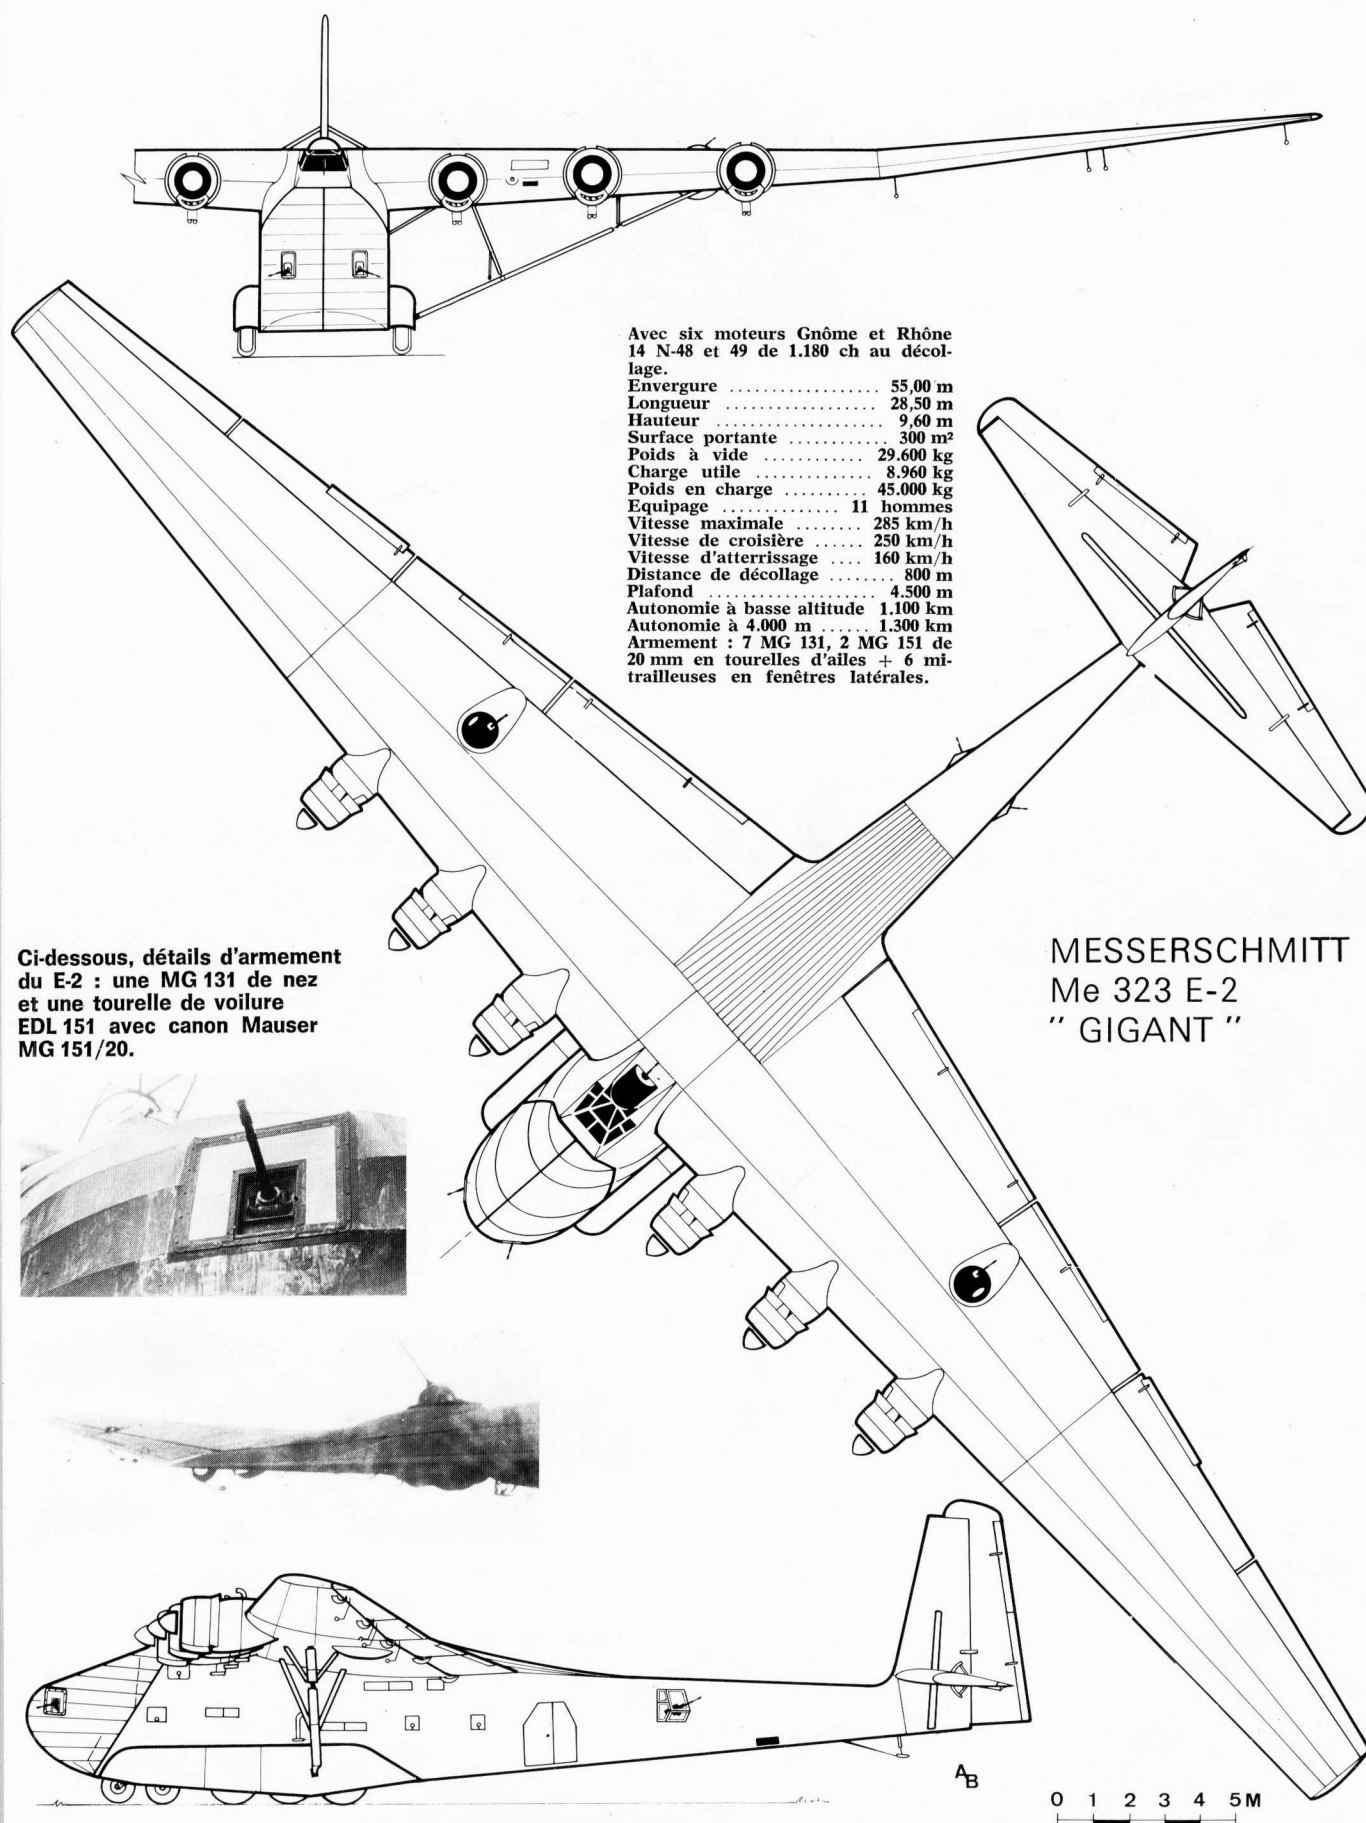 Avec six moteurs Gnôme et Rhône
14 N-48 et 49 de 1.180 ch au décol-
lage.
Envergure .................. 55,00 m
Longueur .................. 28,50 m
Hauteur .................... 9,60 m
Surface portante ........... 300 m²
Poids à vide ............ 29.600 kg
Charge utile ............ 8.960 kg
Poids en charge .......... 45.000 kg
Equipage .............. 11 hommes
Vitesse maximale ........ 285 km/h
Vitesse de croisière ...... 250 km/h
Vitesse d'atterrissage .... 160 km/h
Distance de décollage ........ 800 m
Plafond .................... 4.500 m
Autonomie à basse altitude 1.100 km
Autonomie à 4.000 m ...... 1.300 km
Armement : 7 MG 131, 2 MG 151 de
20 mm en tourelles d'ailes + 6 mi-
trailleuses en fenêtres latérales.
Ci-dessous, détails d'armement
du E-2 : une MG 131 de nez
et une tourelle de voilure
EDL 151 avec canon Mauser
MG 151/20.
MESSERSCHMITT
Me 323 E-2
" GIGANT "
AB
0 1 2 3 4 5 M